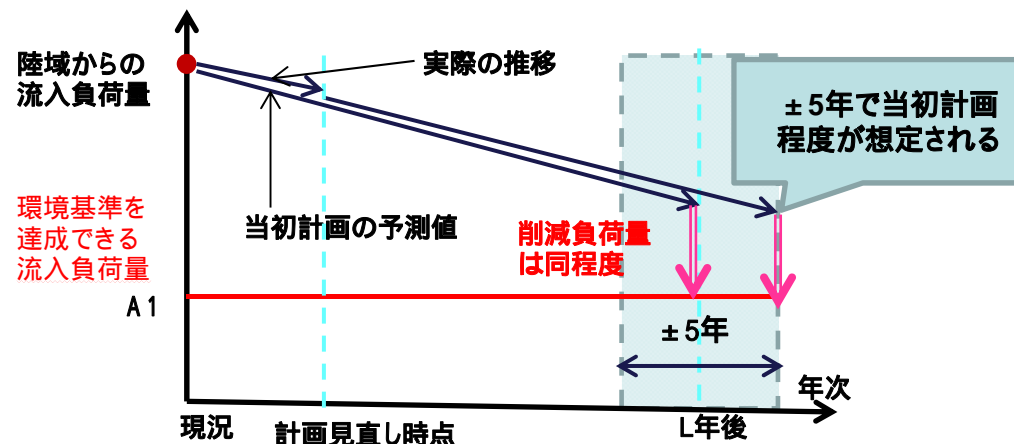 陸域からの
流入負荷量
実際の推移
±5年で当初計画
程度が想定される
環境基準を
達成できる
流入負荷量
当初計画の予測値
削減負荷量
は同程度
A1
±5年
年次
現況
計画見直し時点
L年後